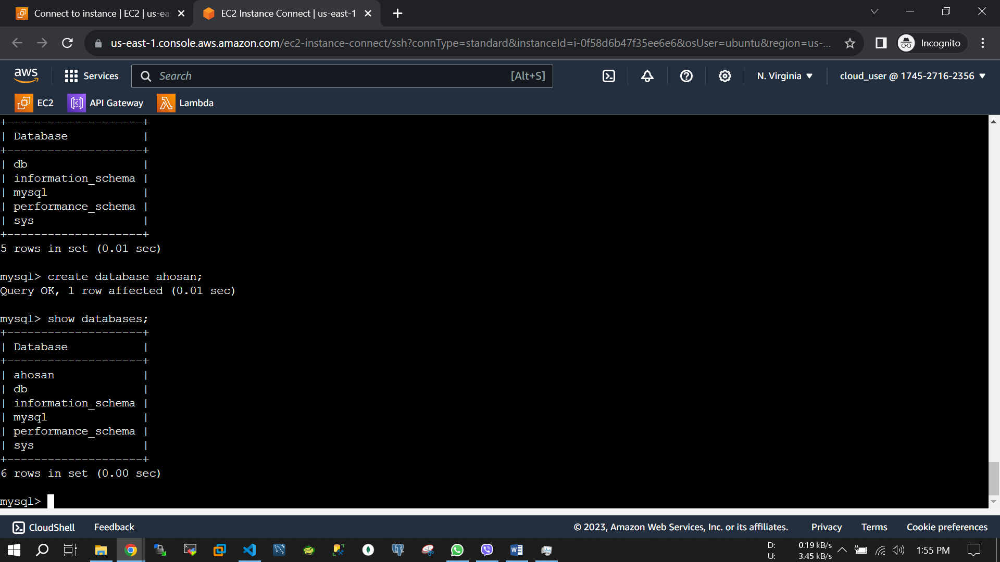 Connect to instance | EC2 | us-eas
EC2 Instance Connect | us-east-1
us-east-1.console.aws.amazon.com/ec2-instance-connect/ssh?connType=standard&instanceId=i-0f58d6b47f35ee6e6&osUser=ubuntu&region=us-...
Incognito
aws
Services
Search
[Alt+S]
N. Virginia
cloud_user @ 1745-2716-2356
EC2
API Gateway
Lambda
+--------------------+
| Database           |
+--------------------+
| db                 |
| information_schema |
| mysql              |
| performance_schema |
| sys                |
+--------------------+
5 rows in set (0.01 sec)
mysql> create database ahosan;
Query OK, 1 row affected (0.01 sec)
mysql> show databases;
+--------------------+
| Database           |
+--------------------+
| ahosan             |
| db                 |
| information_schema |
| mysql              |
| performance_schema |
| sys                |
+--------------------+
6 rows in set (0.00 sec)
mysql>
CloudShell
Feedback
© 2023, Amazon Web Services, Inc. or its affiliates.
Privacy
Terms
Cookie preferences
D: 0.19 kB/s
U: 3.45 kB/s
1:55 PM